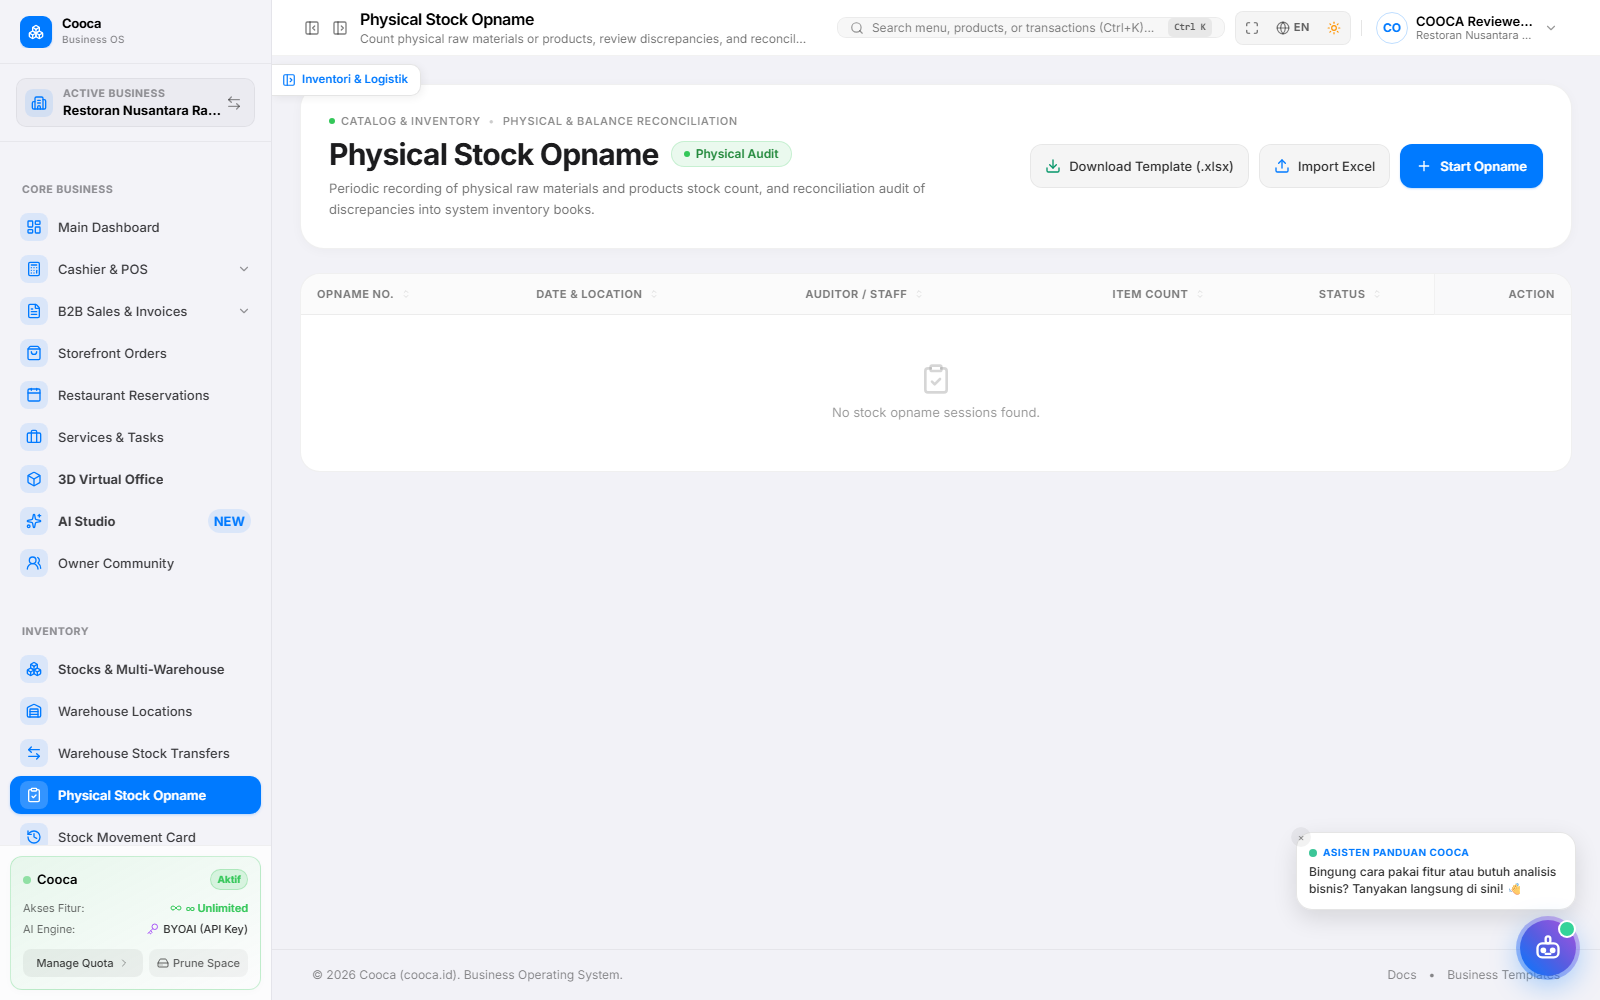 Cooca
Business OS
ACTIVE BUSINESS
Restoran Nusantara Ra...
CORE BUSINESS
Main Dashboard
Cashier & POS
B2B Sales & Invoices
Storefront Orders
Restaurant Reservations
Services & Tasks
3D Virtual Office
AI Studio
NEW
Owner Community
INVENTORY
Stocks & Multi-Warehouse
Warehouse Locations
Warehouse Stock Transfers
Physical Stock Opname
Stock Movement Card
Cooca
Aktif
Akses Fitur:
∞ Unlimited
AI Engine:
BYOAI (API Key)
Manage Quota
Prune Space
Physical Stock Opname
Count physical raw materials or products, review discrepancies, and reconcil...
Search menu, products, or transactions (Ctrl+K)...
Ctrl K
EN
CO
COOCA Reviewe...
Restoran Nusantara ...
Inventori & Logistik
CATALOG & INVENTORY • PHYSICAL & BALANCE RECONCILIATION
Physical Stock Opname
Physical Audit
Periodic recording of physical raw materials and products stock count, and reconciliation audit of
discrepancies into system inventory books.
Download Template (.xlsx)
Import Excel
Start Opname
OPNAME NO.
DATE & LOCATION
AUDITOR / STAFF
ITEM COUNT
STATUS
ACTION
No stock opname sessions found.
×
ASISTEN PANDUAN COOCA
Bingung cara pakai fitur atau butuh analisis
bisnis? Tanyakan langsung di sini! 👋
© 2026 Cooca (cooca.id). Business Operating System.
Docs • Business Templates